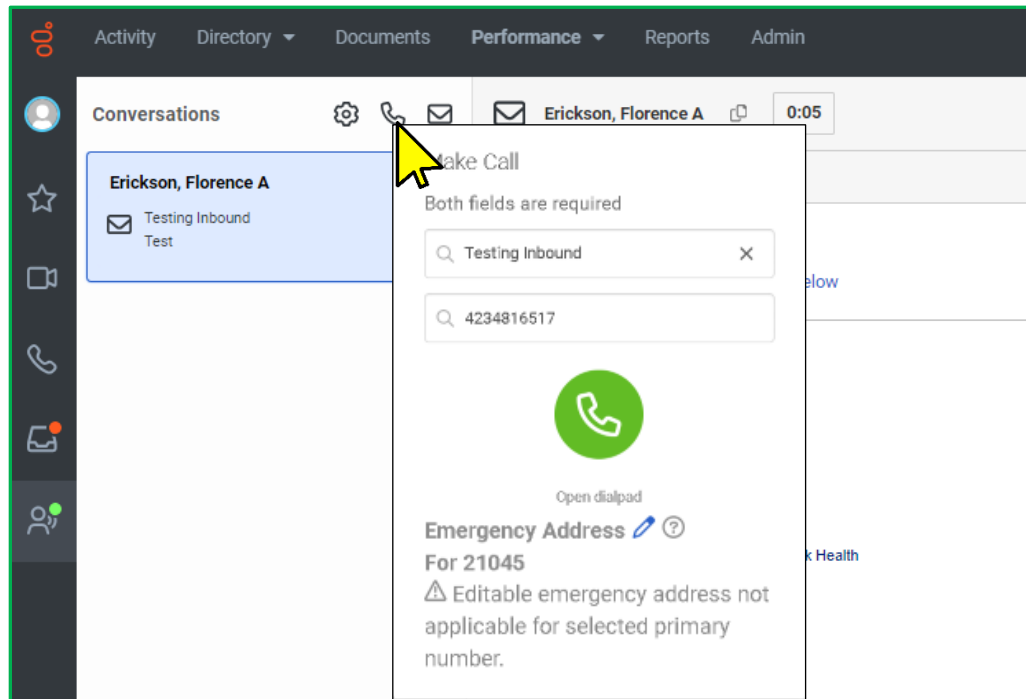 Activity Directory Documents Performance Reports Admin
Conversations
Erickson, Florence A 0:05
Erickson, Florence A
Testing Inbound
Test
Make Call
Both fields are required
Testing Inbound
4234816517
Open dialpad
Emergency Address
For 21045
Editable emergency address not
applicable for selected primary
number.
elow
k Health